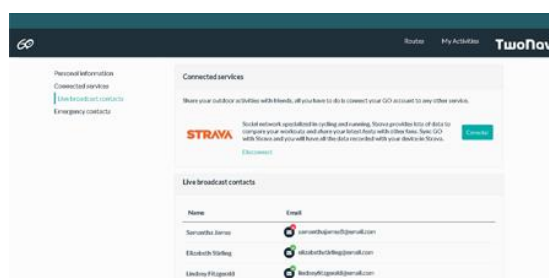 GO
Routes
My Activities
TwoNav
Personal information
Connected services
Live broadcast contacts
Emergency contacts
Connected services
Share your outdoor activities with friends, all you have to do is connect your GO account to any other service.
STRAVA
Social network specialized in cycling and running. Strava provides lots of data to
compare your workouts and share your latest feats with other fans. Sync GO
with Strava and you will have all the data recorded with your device in Strava.
Disconnect
Live broadcast contacts
Name
Email
Samantha James
Elizabeth Stirling
Lindsey Fitzgerald